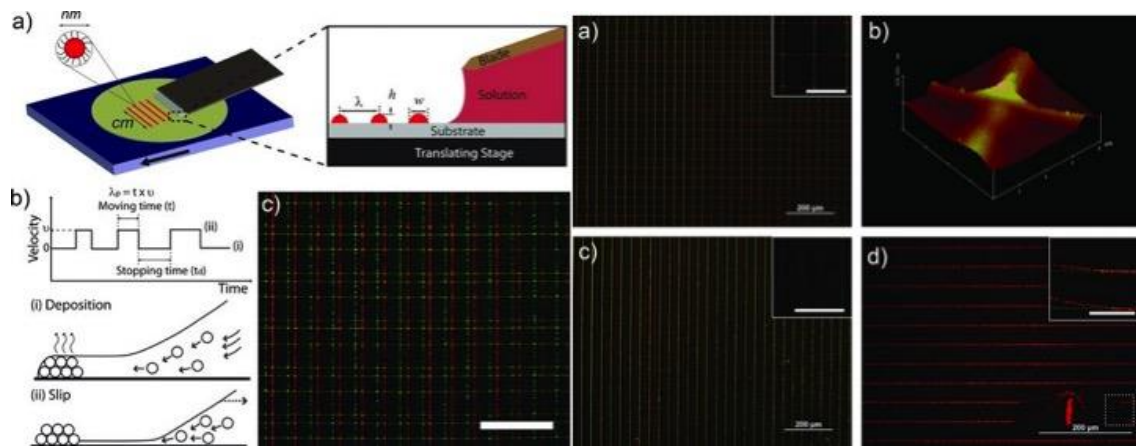 a)
nm
cm
Blade
Solution
λ
h
w
Substrate
Translating Stage
b)
λp = t x υ
Moving time (t)
Velocity
υ
0
(ii)
(i)
Stopping time (td)
Time
(i) Deposition
(ii) Slip
c)
a)
200 μm
b)
c)
200 μm
d)
200 μm